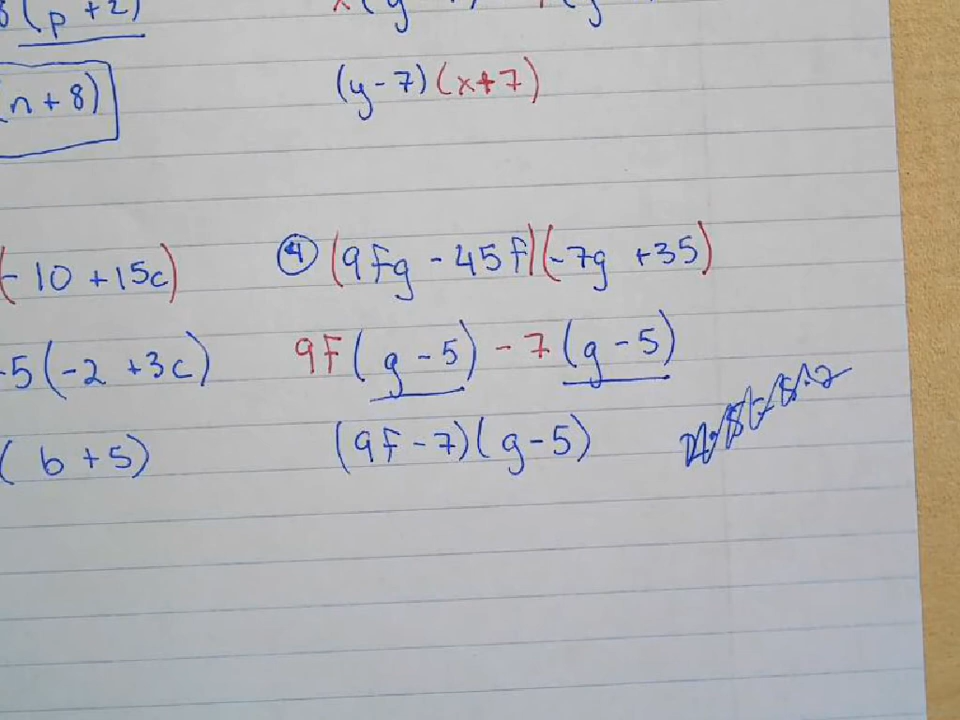 (p + 2)
(n + 8)
(y - 7)(x + 7)
(-10 + 15c)
-5(-2 + 3c)
(b + 5)
④ (9fg - 45f)(-7g + 35)
9f(g - 5) - 7(g - 5)
(9f - 7)(g - 5)